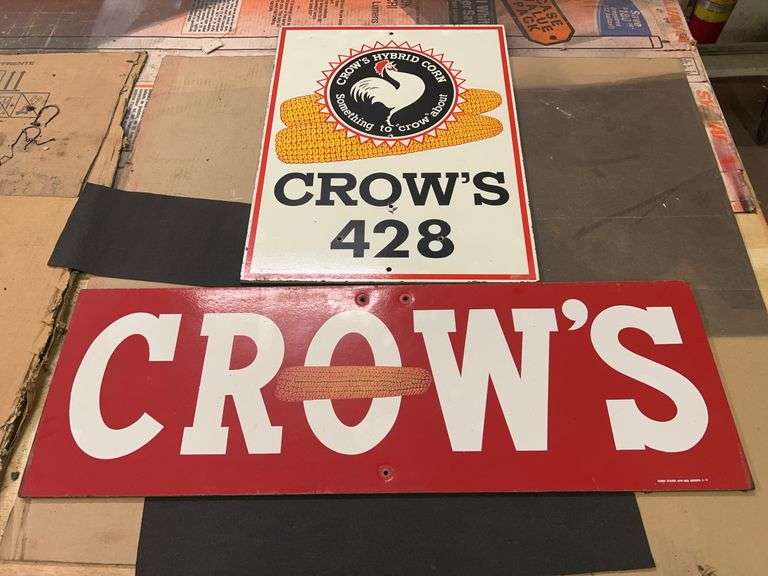 CROW'S HYBRID CORN
Something to "crow" about
CROW'S
428
CROW'S